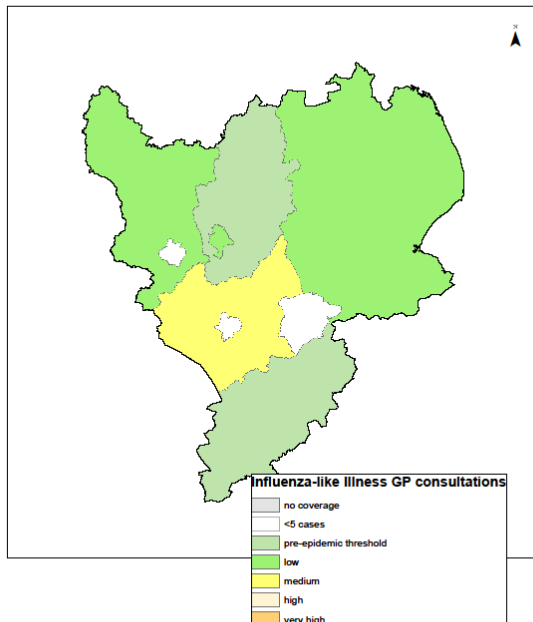 Influenza-like Illness GP consultations
no coverage
<5 cases
pre-epidemic threshold
low
medium
high
very high